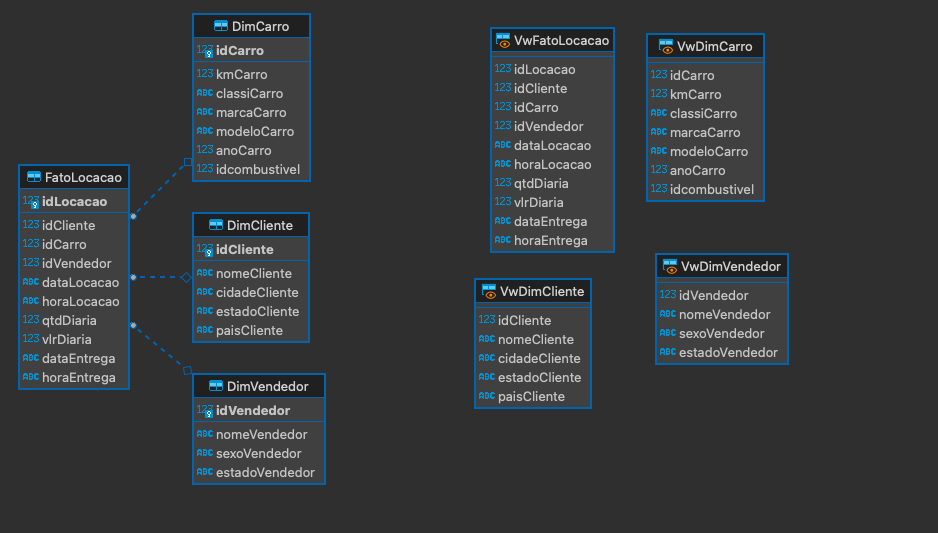 DimCarro
123 idCarro
123 kmCarro
ABC classiCarro
ABC marcaCarro
ABC modeloCarro
123 anoCarro
123 idcombustivel
FatoLocacao
123 idLocacao
123 idCliente
123 idCarro
123 idVendedor
ABC dataLocacao
ABC horaLocacao
123 qtdDiaria
123 vlrDiaria
ABC dataEntrega
ABC horaEntrega
DimCliente
123 idCliente
ABC nomeCliente
ABC cidadeCliente
ABC estadoCliente
ABC paisCliente
DimVendedor
123 idVendedor
ABC nomeVendedor
ABC sexoVendedor
ABC estadoVendedor
VwFatoLocacao
123 idLocacao
123 idCliente
123 idCarro
123 idVendedor
ABC dataLocacao
ABC horaLocacao
123 qtdDiaria
123 vlrDiaria
ABC dataEntrega
ABC horaEntrega
VwDimCarro
123 idCarro
123 kmCarro
ABC classiCarro
ABC marcaCarro
ABC modeloCarro
123 anoCarro
123 idcombustivel
VwDimCliente
123 idCliente
ABC nomeCliente
ABC cidadeCliente
ABC estadoCliente
ABC paisCliente
VwDimVendedor
123 idVendedor
ABC nomeVendedor
ABC sexoVendedor
ABC estadoVendedor